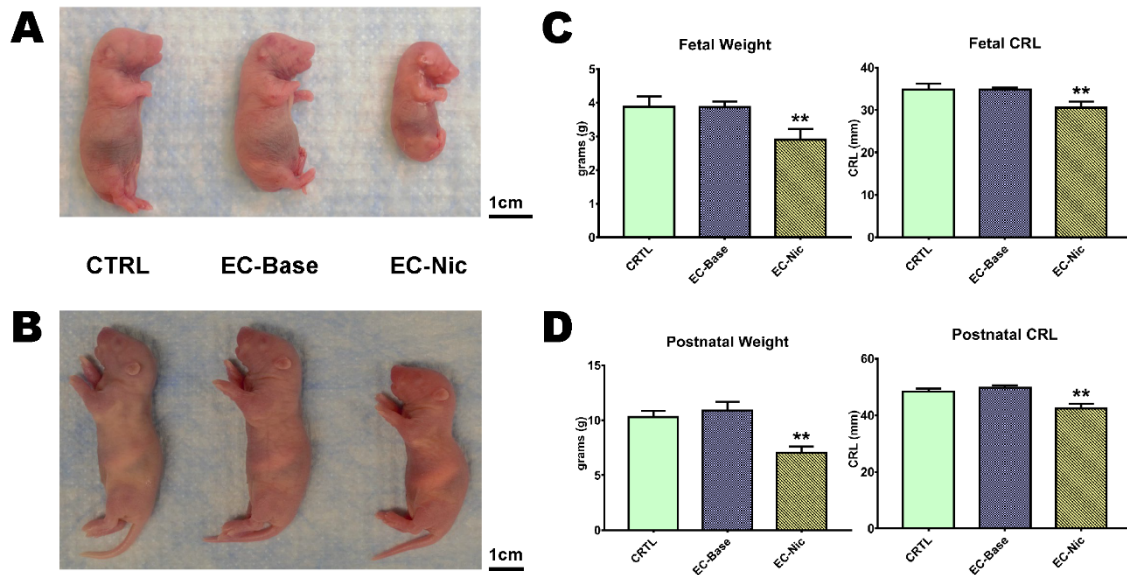 A
1cm
CTRL EC-Base EC-Nic
B
1cm
C
Fetal Weight
grams (g)
5
4
3
2
1
0
**
CRTL EC-Base EC-Nic
Fetal CRL
CRL (mm)
40
30
20
10
0
**
CRTL EC-Base EC-Nic
D
Postnatal Weight
grams (g)
15
10
5
0
**
CRTL EC-Base EC-Nic
Postnatal CRL
CRL (mm)
60
40
20
0
**
CRTL EC-Base EC-Nic